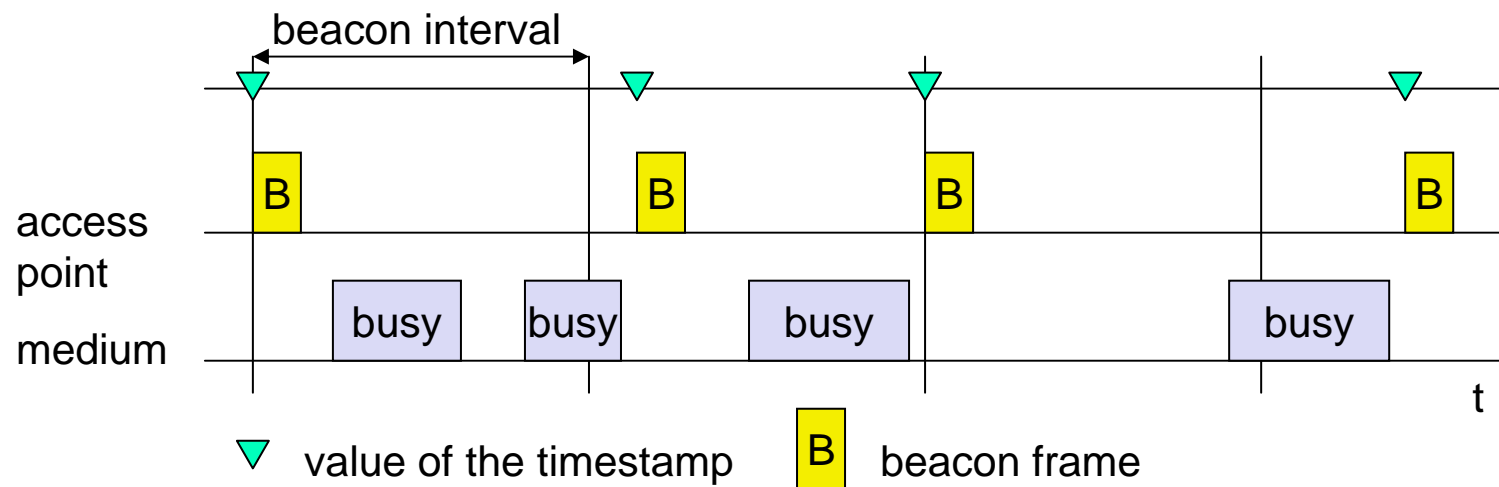 beacon interval
B B B B
access
point
busy busy busy busy
medium
t
value of the timestamp B beacon frame